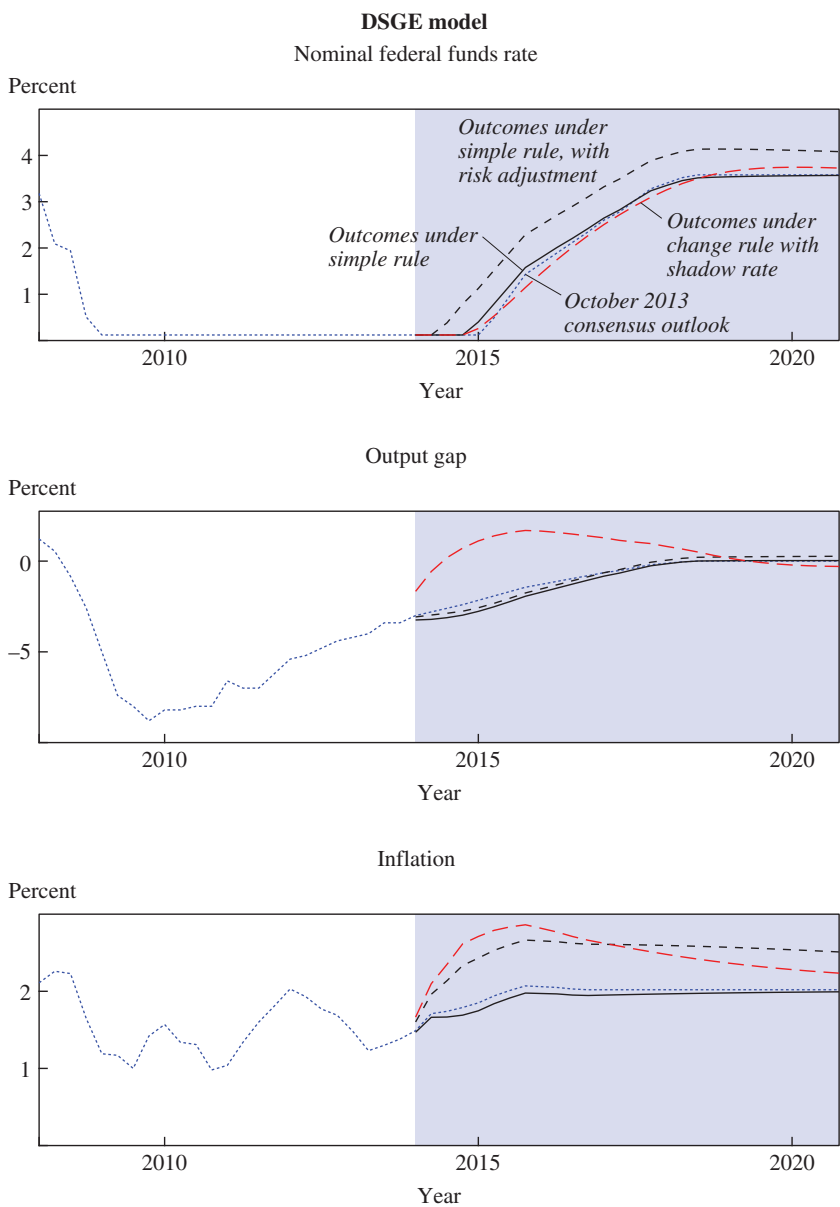 DSGE model
Nominal federal funds rate
Percent
4
3
2
1
Outcomes under
simple rule, with
risk adjustment
Outcomes under
simple rule
Outcomes under
change rule with
shadow rate
October 2013
consensus outlook
2010 2015 2020
Year
Output gap
Percent
0
–5
2010 2015 2020
Year
Inflation
Percent
2
1
2010 2015 2020
Year